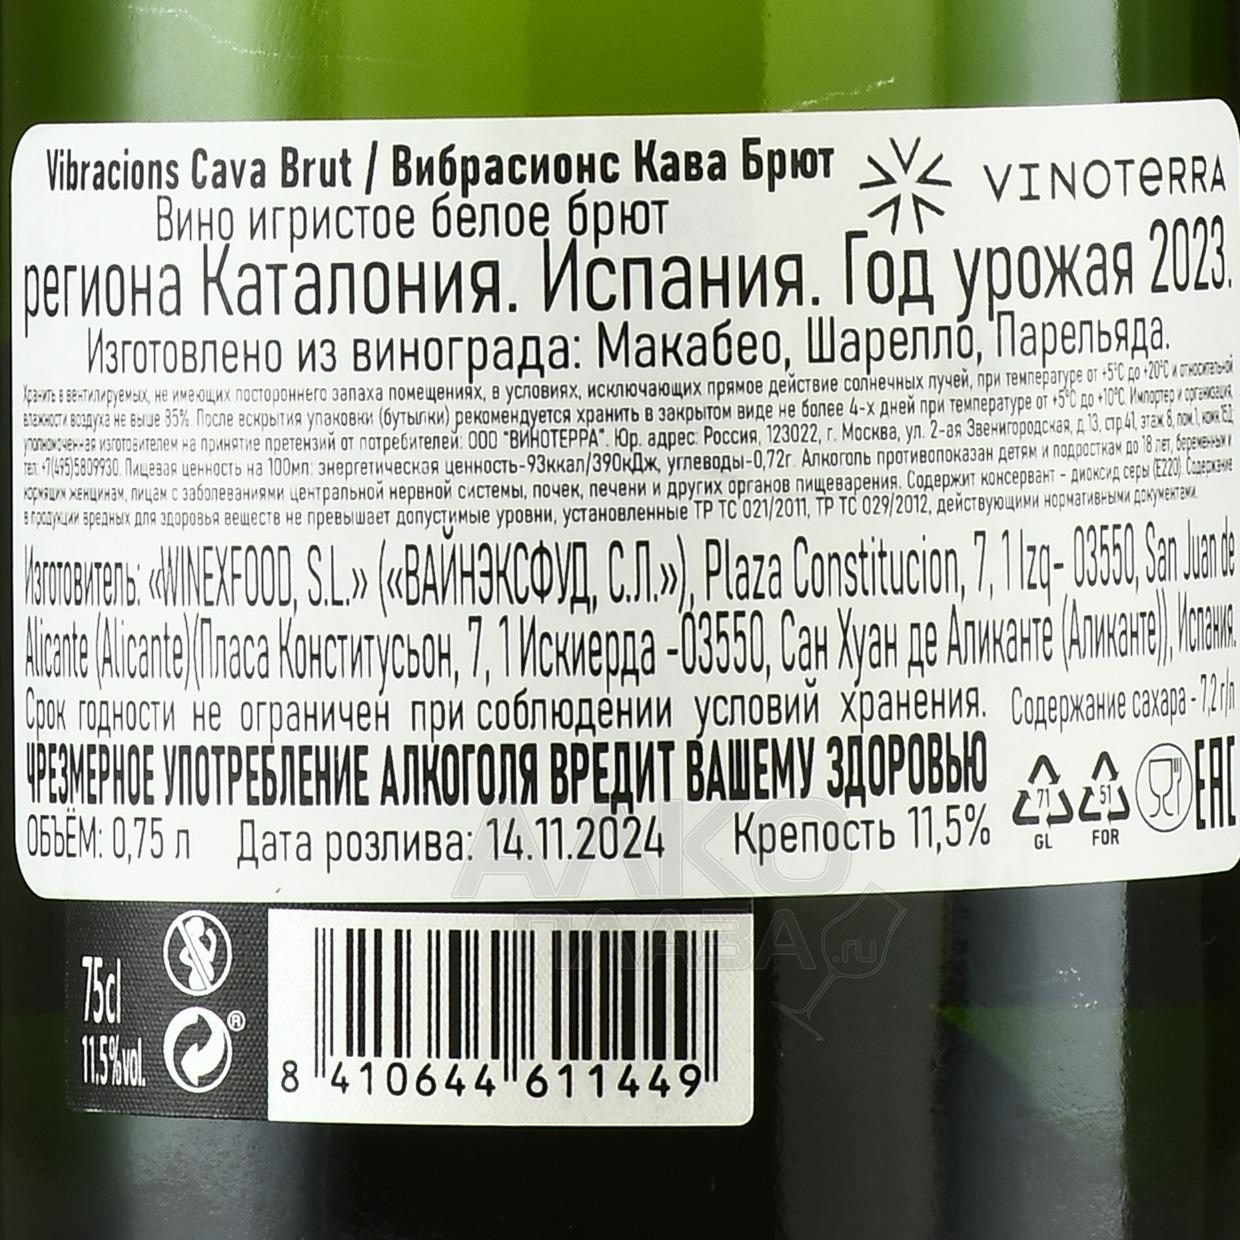 Vibracions Cava Brut / Вибрасионс Кава Брют
VINOTERRA
Вино игристое белое брют
региона Каталония. Испания. Год урожая 2023.
Изготовлено из винограда: Макабео, Шарелло, Парельяда.
Хранить в вентилируемых, не имеющих постороннего запаха помещениях, в условиях, исключающих прямое действие солнечных лучей, при температуре от +5°С до +20°С и относительной
влажности воздуха не выше 85%. После вскрытия упаковки (бутылки) рекомендуется хранить в закрытом виде не более 4-х дней при температуре от +5°С до +10°С. Импортер и организация,
уполномоченная изготовителем на принятие претензий от потребителей: ООО "ВИНОТЕРРА". Юр. адрес: Россия, 123022, г. Москва, ул. 2-ая Звенигородская, д. 13, стр. 41, этаж 8, пом. 1, комн. 15Д;
тел: +7(495)5809930. Пищевая ценность на 100мл: энергетическая ценность-93ккал/390кДж, углеводы-0,72г. Алкоголь противопоказан детям и подросткам до 18 лет, беременным и
кормящим женщинам, лицам с заболеваниями центральной нервной системы, почек, печени и других органов пищеварения. Содержит консервант – диоксид серы (Е220). Содержание
в продукции вредных для здоровья веществ не превышает допустимые уровни, установленные ТР ТС 021/2011, ТР ТС 029/2012, действующими нормативными документами.
Изготовитель: «WINEXFOOD, S.L.» («ВАЙНЭКСФУД, С.Л.»), Plaza Constitucion, 7, 1 Izq- 03550, San Juan de
Alicante (Alicante)(Пласа Конститусьон, 7, 1 Искиерда -03550, Сан Хуан де Аликанте (Аликанте)), Испания.
Срок годности не ограничен при соблюдении условий хранения. Содержание сахара - 7,2 г/л
ЧРЕЗМЕРНОЕ УПОТРЕБЛЕНИЕ АЛКОГОЛЯ ВРЕДИТ ВАШЕМУ ЗДОРОВЬЮ
71 51 EAC
GL FOR
ОБЪЁМ: 0,75 л Дата розлива: 14.11.2024 Крепость 11,5%
АЛКО
ПЛАЗА.ru
75cl
11,5%vol.
®
8 410644 611449